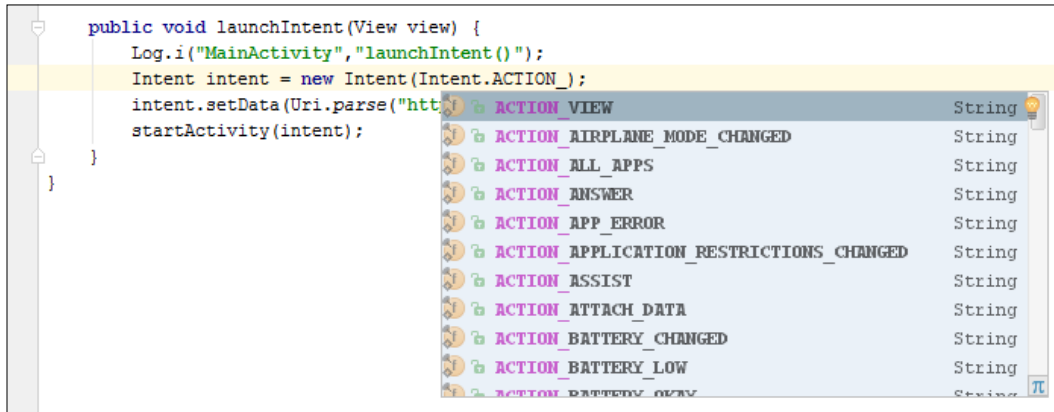 public void launchIntent(View view) {
Log.i("MainActivity","launchIntent()");
Intent intent = new Intent(Intent.ACTION_);
intent.setData(Uri.parse("htt
startActivity(intent);
}
}
ACTION_VIEW String
ACTION_AIRPLANE_MODE_CHANGED String
ACTION_ALL_APPS String
ACTION_ANSWER String
ACTION_APP_ERROR String
ACTION_APPLICATION_RESTRICTIONS_CHANGED String
ACTION_ASSIST String
ACTION_ATTACH_DATA String
ACTION_BATTERY_CHANGED String
ACTION_BATTERY_LOW String
ACTION_BATTERY_OKAY String
π